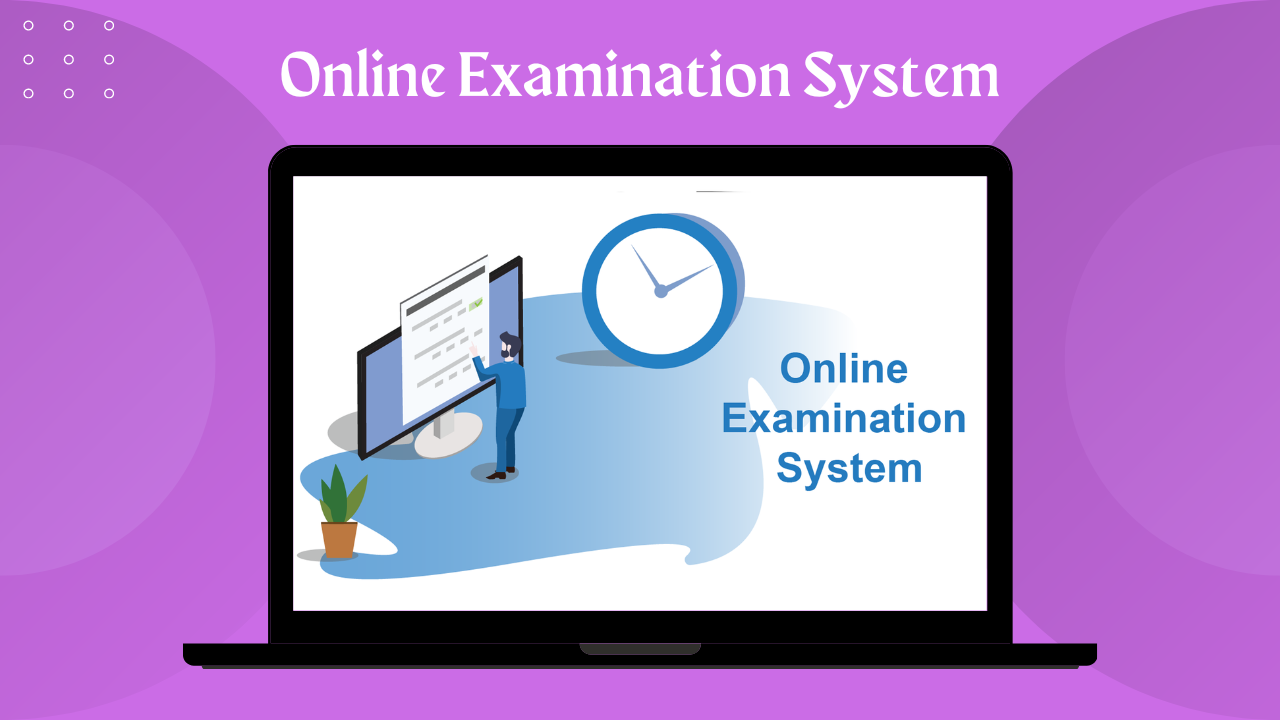 Online Examination System
Online
Examination
System